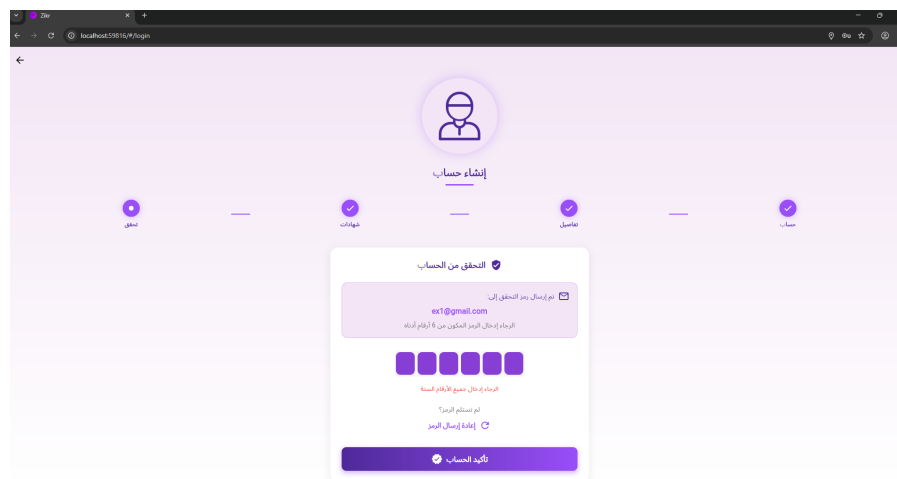 Zikr
localhost:59816/#/login
إنشاء حساب
حساب
تفاصيل
شهادات
تحقق
التحقق من الحساب
تم إرسال رمز التحقق إلى:
ex1@gmail.com
الرجاء إدخال الرمز المكون من 6 أرقام أدناه
الرجاء إدخال جميع الأرقام الستة
لم تستلم الرمز؟
إعادة إرسال الرمز
تأكيد الحساب